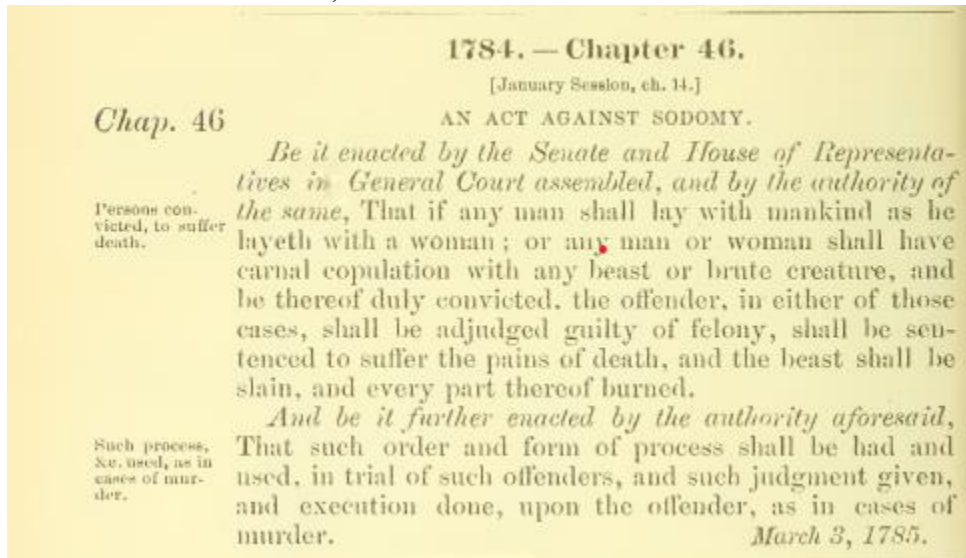 1784. — Chapter 46.
[January Session, ch. 14.]
Chap. 46
AN ACT AGAINST SODOMY.
Be it enacted by the Senate and House of Representa-
tives in General Court assembled, and by the authority of
Persons con-
victed, to suffer
death.
the same, That if any man shall lay with mankind as he
layeth with a woman; or any man or woman shall have
carnal copulation with any beast or brute creature, and
be thereof duly convicted, the offender, in either of those
cases, shall be adjudged guilty of felony, shall be sen-
tenced to suffer the pains of death, and the beast shall be
slain, and every part thereof burned.
And be it further enacted by the authority aforesaid,
Such process,
&c. used, as in
cases of mur-
der.
That such order and form of process shall be had and
used, in trial of such offenders, and such judgment given,
and execution done, upon the offender, as in cases of
murder. March 3, 1785.